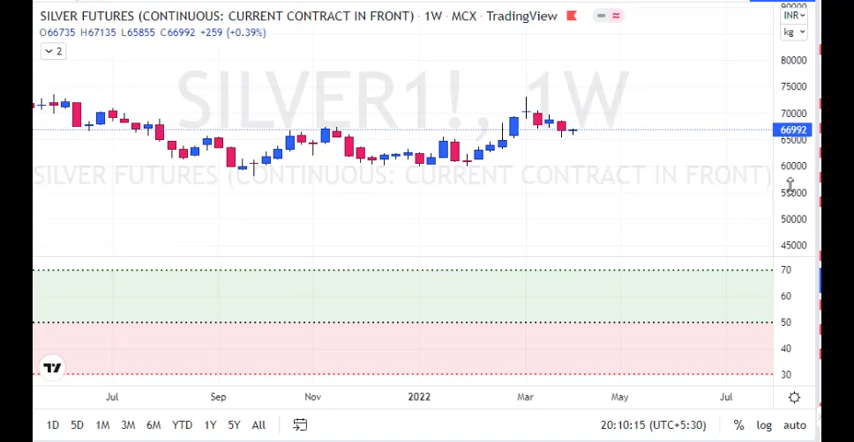 SILVER FUTURES (CONTINUOUS: CURRENT CONTRACT IN FRONT) · 1W · MCX · TradingView
INR
O66735 H67135 L65855 C66992 +259 (+0.39%)
kg
2
90000
80000
75000
70000
66992
65000
60000
55000
50000
45000
SILVER1!, 1W
SILVER FUTURES (CONTINUOUS: CURRENT CONTRACT IN FRONT)
70
60
50
40
30
Jul Sep Nov 2022 Mar May Jul
1D 5D 1M 3M 6M YTD 1Y 5Y All 20:10:15 (UTC+5:30) % log auto